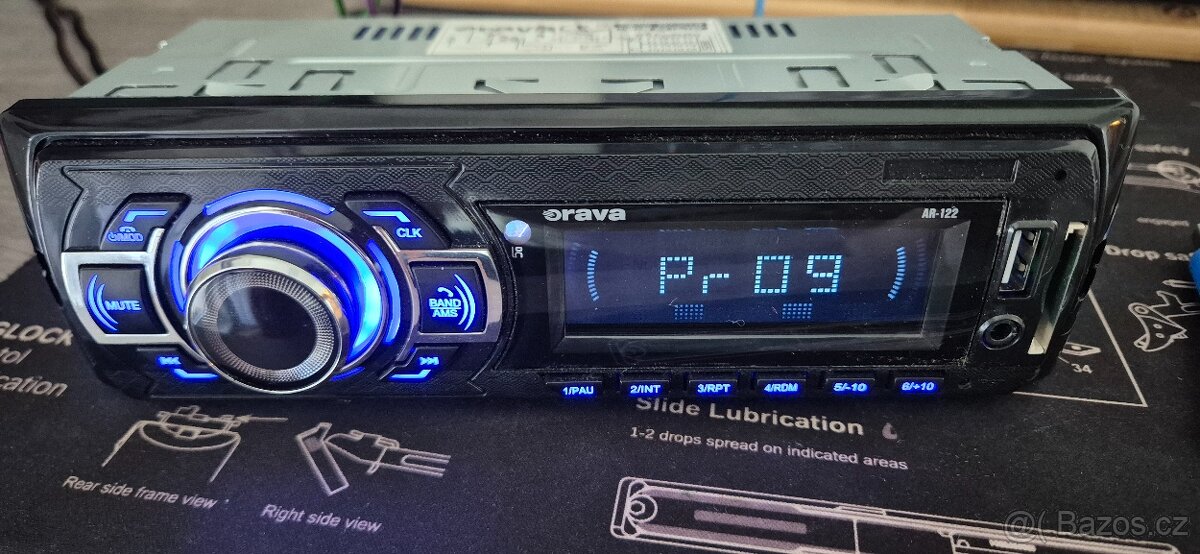 orava
AR-122
⏻/MOD
CLK
MUTE
BAND
AMS
Pr 09
1/PAU
2/INT
3/RPT
4/RDM
5/-10
6/+10
GLOCK
cation
Rear side frame view
Right side view
Slide Lubrication
1-2 drops spread on indicated areas
Drop
34
Bazos.cz